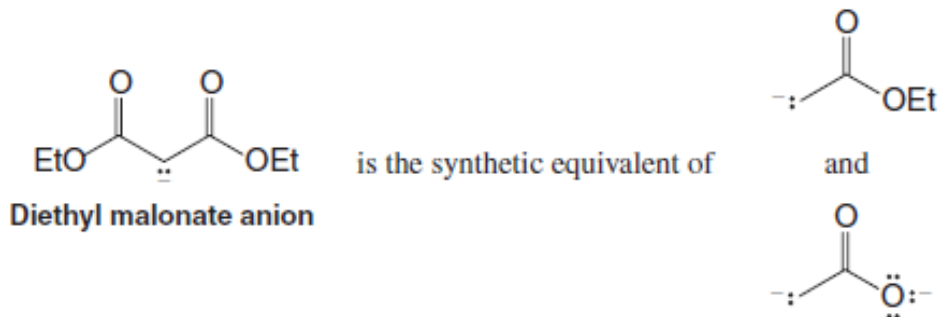 O
O O
OEt
EtO OEt is the synthetic equivalent of and
Diethyl malonate anion
O
O